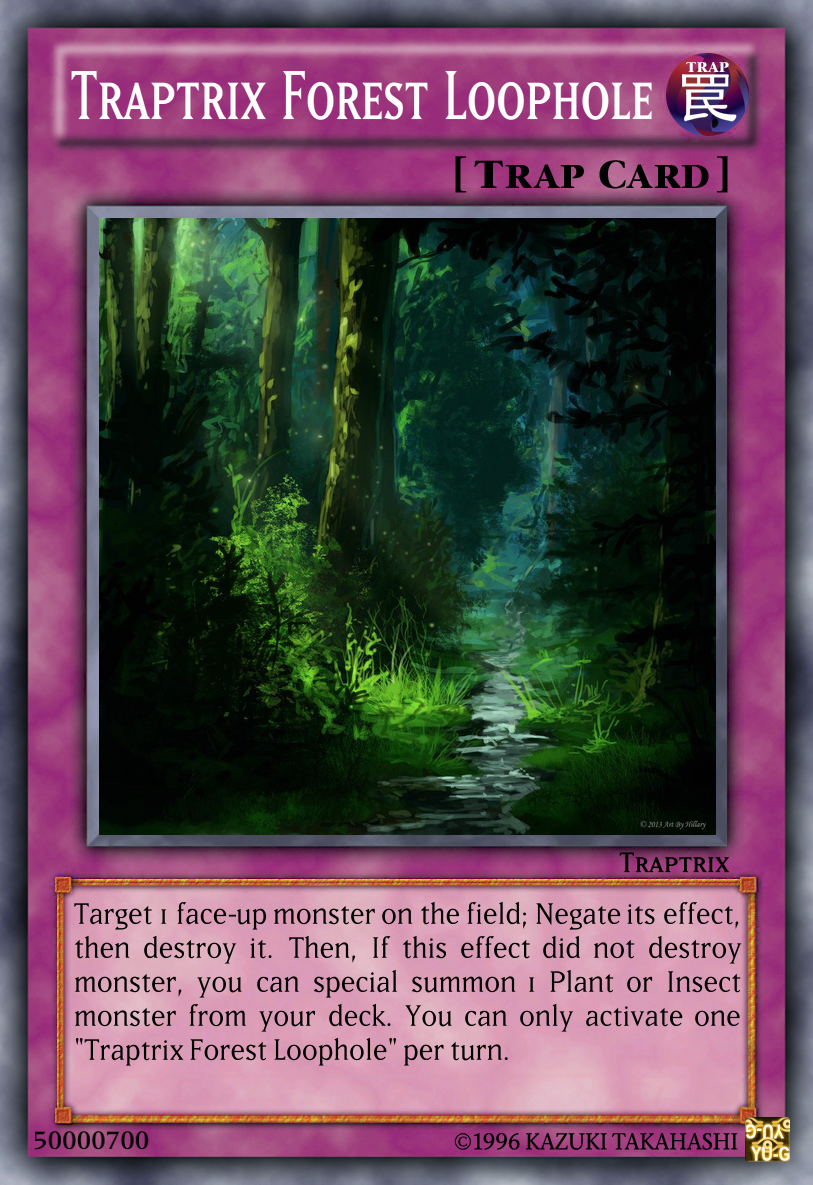 Traptrix Forest Loophole
TRAP
罠
[Trap Card]
© 2013 Art By Hillary
Traptrix
Target 1 face-up monster on the field; Negate its effect,
then destroy it. Then, If this effect did not destroy
monster, you can special summon 1 Plant or Insect
monster from your deck. You can only activate one
"Traptrix Forest Loophole" per turn.
50000700
©1996 KAZUKI TAKAHASHI